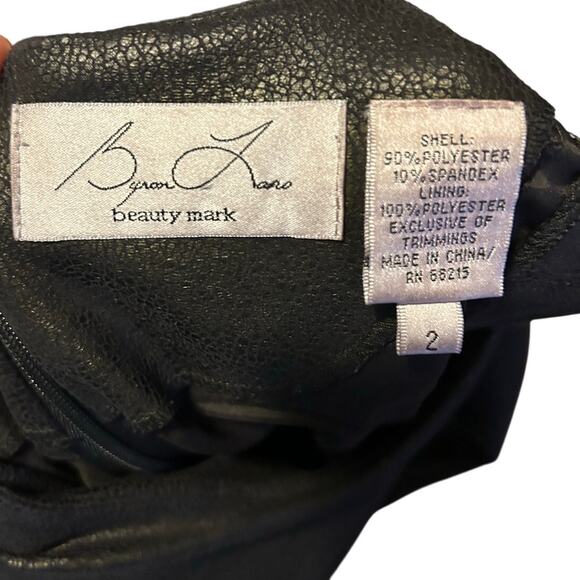 Byron Lars
beauty mark
SHELL:
90%POLYESTER
10%SPANDEX
LINING:
100%POLYESTER
EXCLUSIVE OF
TRIMMINGS
MADE IN CHINA/
RN 66215
2